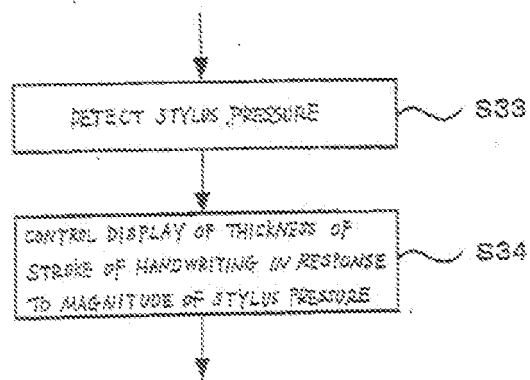 DETECT STYLUS PRESSURE
S33
CONTROL DISPLAY OF THICKNESS OF
STROKE OF HANDWRITING IN RESPONSE
TO MAGNITUDE OF STYLUS PRESSURE
S34